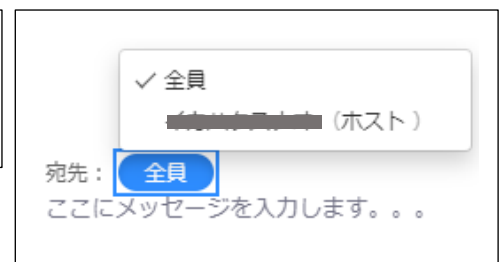 ✓ 全員
（ホスト）
宛先： 全員
ここにメッセージを入力します。。。